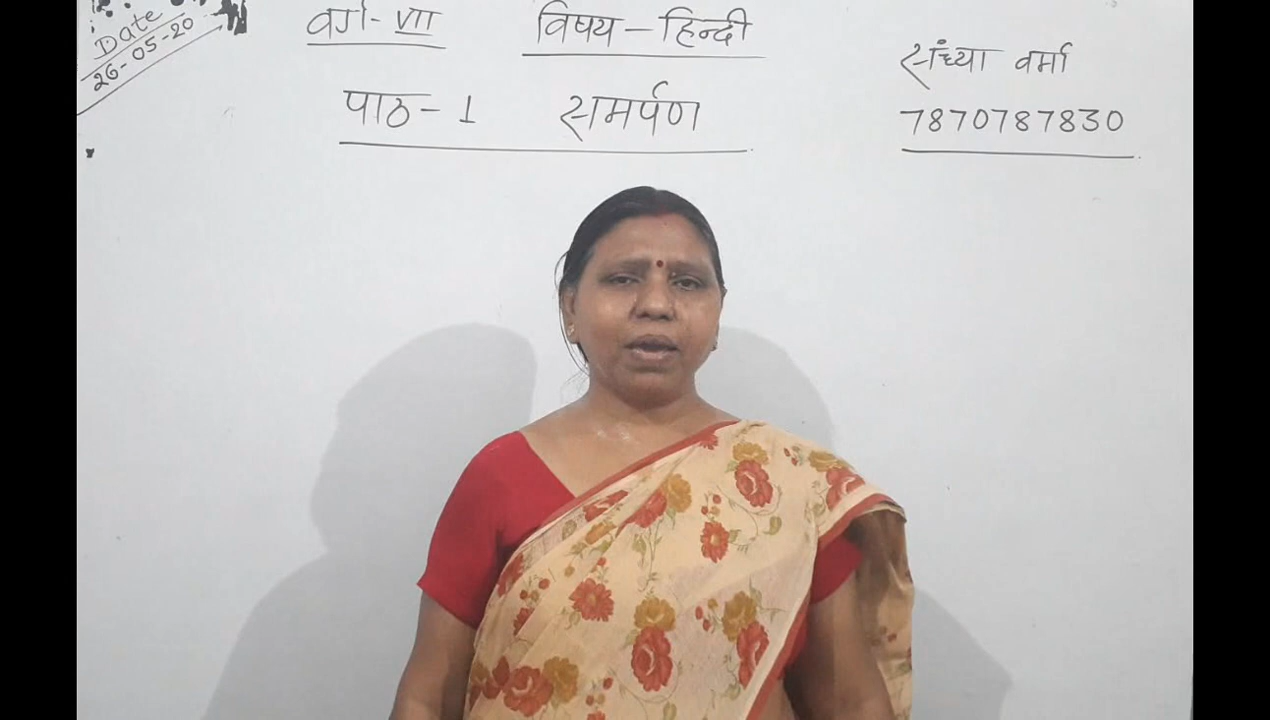 Date
26-05-20
वर्ग- VII विषय - हिन्दी
पाठ- 1 समर्पण
संध्या वर्मा
7870787830